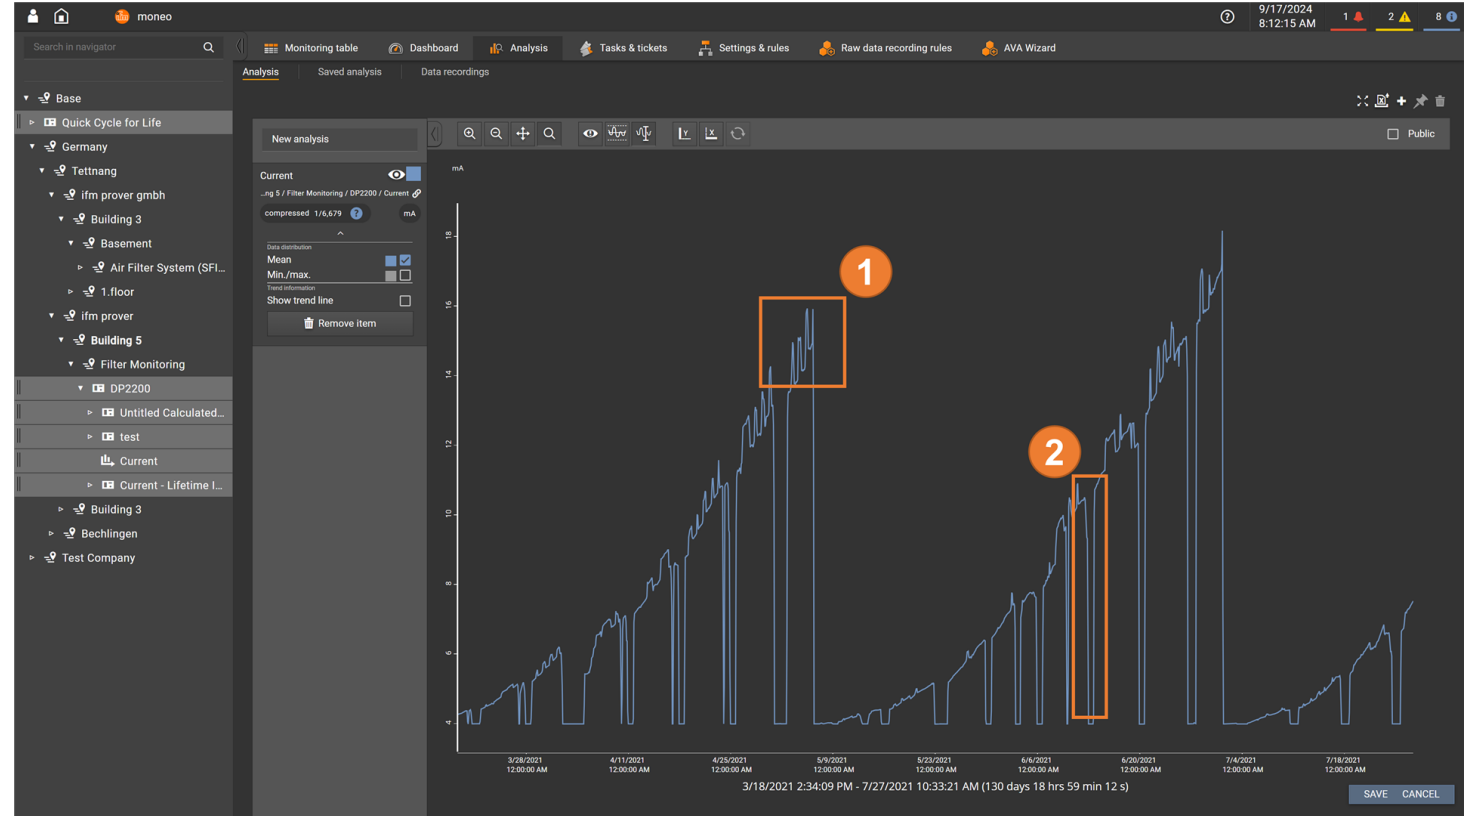 moneo
9/17/2024
8:12:15 AM
1
2
8
Search in navigator
Monitoring table
Dashboard
Analysis
Tasks & tickets
Settings & rules
Raw data recording rules
AVA Wizard
Analysis
Saved analysis
Data recordings
Base
Quick Cycle for Life
Germany
Tettnang
ifm prover gmbh
Building 3
Basement
Air Filter System (SFI...
1.floor
ifm prover
Building 5
Filter Monitoring
DP2200
Untitled Calculated...
test
Current
Current - Lifetime I...
Building 3
Bechlingen
Test Company
New analysis
Public
Current
...ng 5 / Filter Monitoring / DP2200 / Current
compressed 1/6,679 ? mA
Data distribution
Mean
Min./max.
Trend information
Show trend line
Remove item
Y
X
mA
18
16
14
12
10
8
6
4
1
2
3/28/2021
12:00:00 AM
4/11/2021
12:00:00 AM
4/25/2021
12:00:00 AM
5/9/2021
12:00:00 AM
5/23/2021
12:00:00 AM
6/6/2021
12:00:00 AM
6/20/2021
12:00:00 AM
7/4/2021
12:00:00 AM
7/18/2021
12:00:00 AM
3/18/2021 2:34:09 PM - 7/27/2021 10:33:21 AM (130 days 18 hrs 59 min 12 s)
SAVE
CANCEL